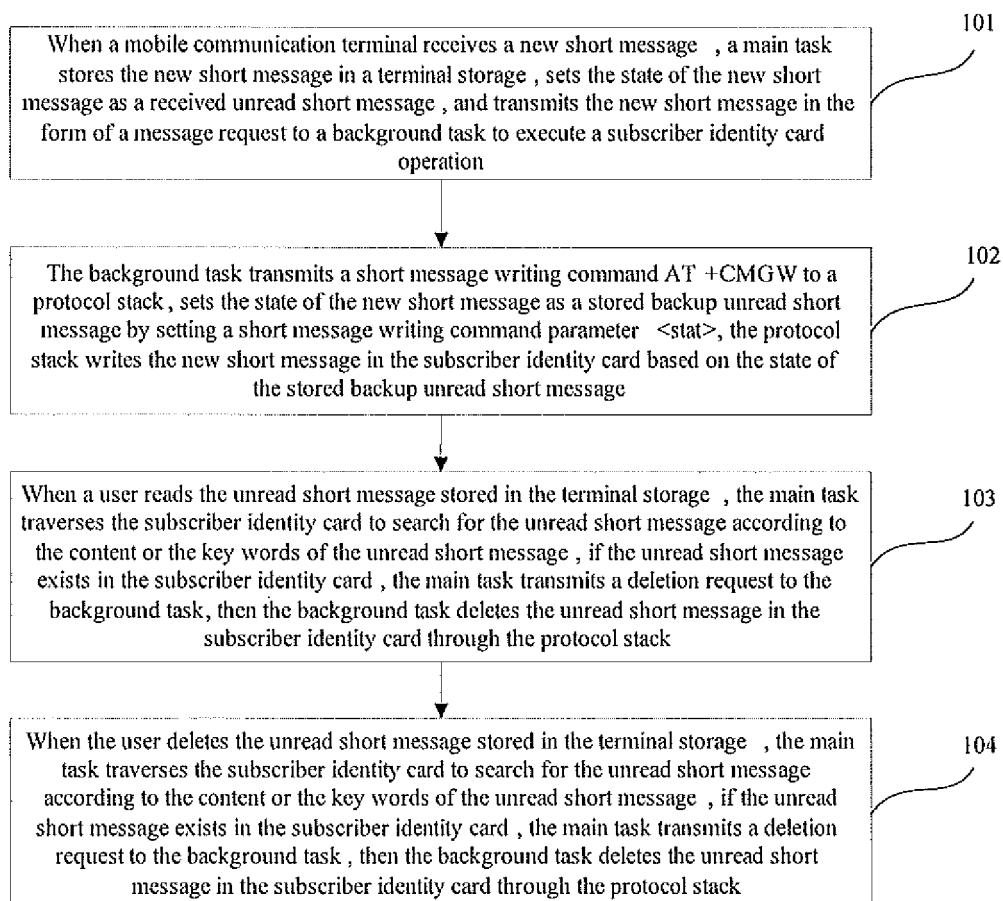 101
When a mobile communication terminal receives a new short message , a main task
stores the new short message in a terminal storage , sets the state of the new short
message as a received unread short message , and transmits the new short message in the
form of a message request to a background task to execute a subscriber identity card
operation
102
The background task transmits a short message writing command AT +CMGW to a
protocol stack , sets the state of the new short message as a stored backup unread short
message by setting a short message writing command parameter <stat>, the protocol
stack writes the new short message in the subscriber identity card based on the state of
the stored backup unread short message
103
When a user reads the unread short message stored in the terminal storage , the main task
traverses the subscriber identity card to search for the unread short message according to
the content or the key words of the unread short message , if the unread short message
exists in the subscriber identity card , the main task transmits a deletion request to the
background task, then the background task deletes the unread short message in the
subscriber identity card through the protocol stack
104
When the user deletes the unread short message stored in the terminal storage , the main
task traverses the subscriber identity card to search for the unread short message
according to the content or the key words of the unread short message , if the unread
short message exists in the subscriber identity card , the main task transmits a deletion
request to the background task , then the background task deletes the unread short
message in the subscriber identity card through the protocol stack